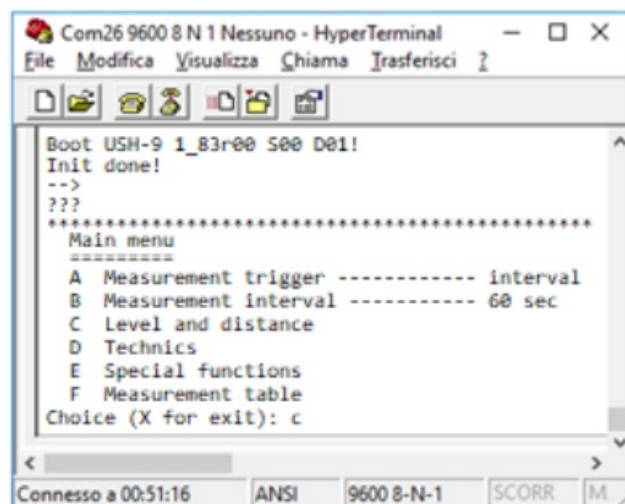 Com26 9600 8 N 1 Nessuno - HyperTerminal
File Modifica Visualizza Chiama Trasferisci ?
Boot USH-9 1_83r00 S00 D01!
Init done!
-->
???
***********************************************
Main menu
=========
A Measurement trigger ------------ interval
B Measurement interval ----------- 60 sec
C Level and distance
D Technics
E Special functions
F Measurement table
Choice (X for exit): c
Connesso a 00:51:16 ANSI 9600 8-N-1 SCORR M